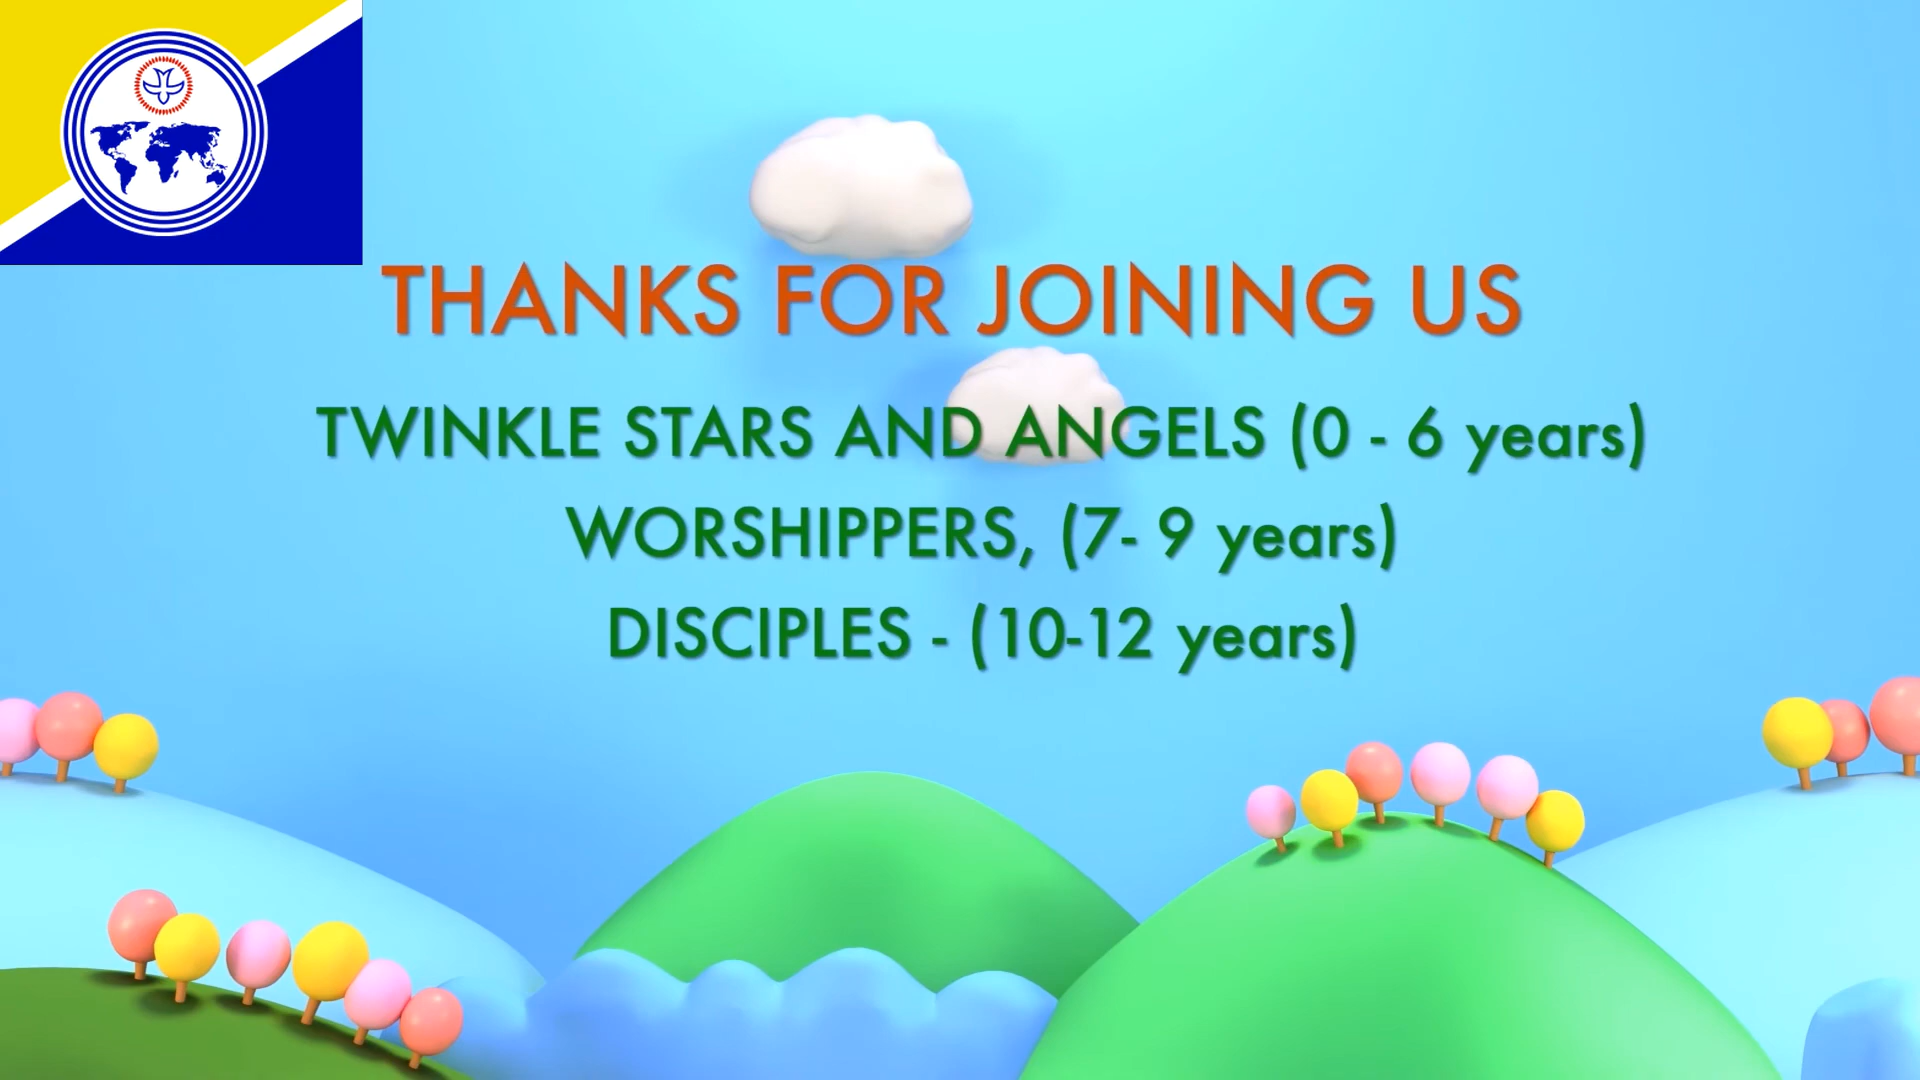 THANKS FOR JOINING US
TWINKLE STARS AND ANGELS (0 - 6 years)
WORSHIPPERS, (7- 9 years)
DISCIPLES - (10-12 years)